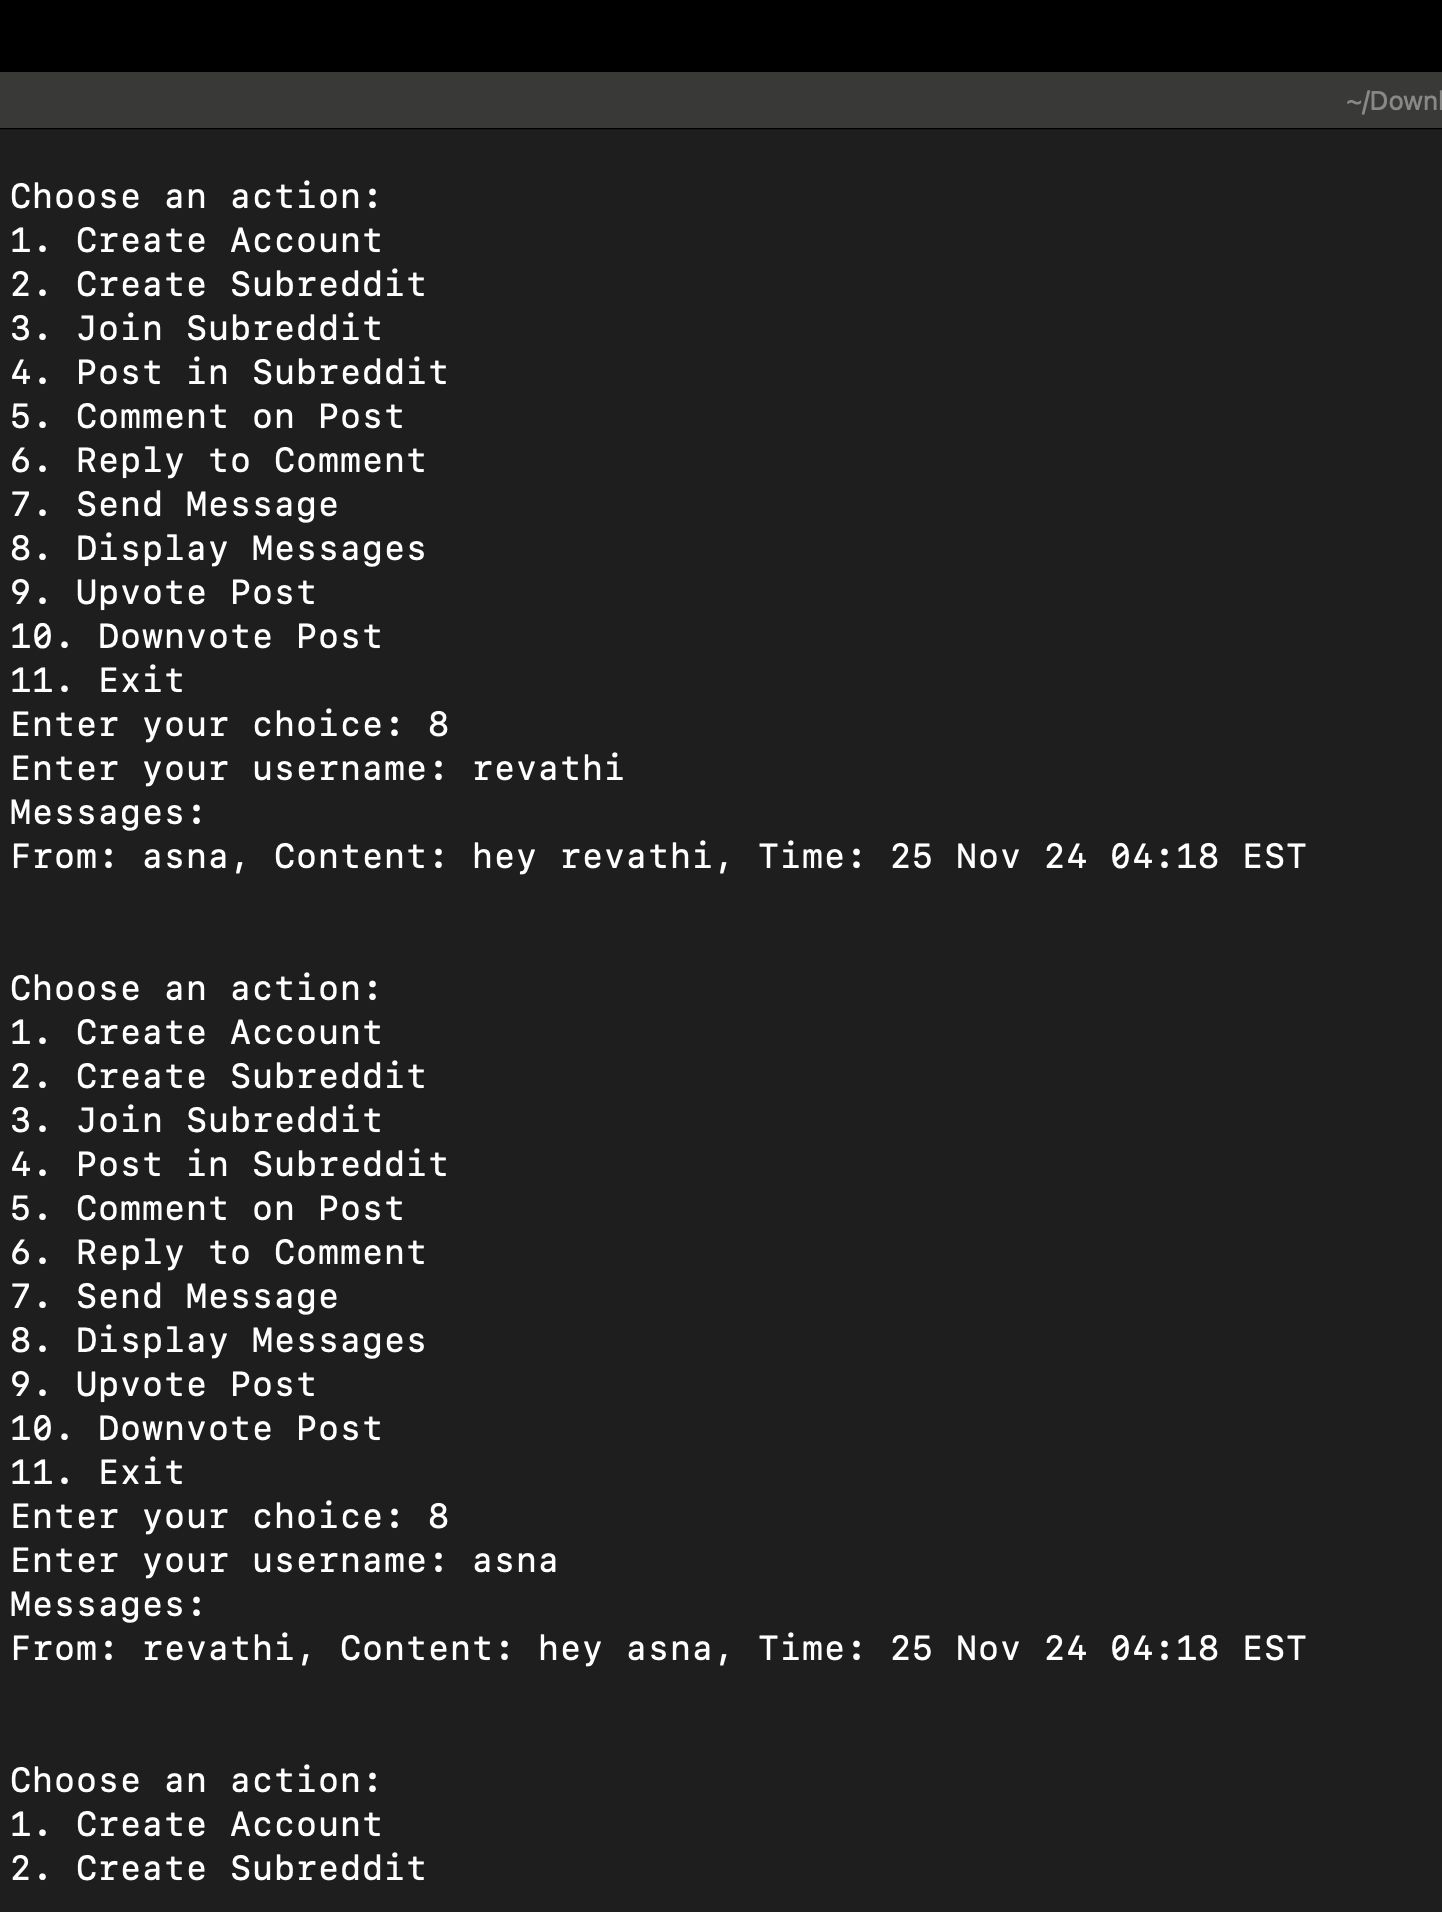 ~/Downl
Choose an action:
1. Create Account
2. Create Subreddit
3. Join Subreddit
4. Post in Subreddit
5. Comment on Post
6. Reply to Comment
7. Send Message
8. Display Messages
9. Upvote Post
10. Downvote Post
11. Exit
Enter your choice: 8
Enter your username: revathi
Messages:
From: asna, Content: hey revathi, Time: 25 Nov 24 04:18 EST
Choose an action:
1. Create Account
2. Create Subreddit
3. Join Subreddit
4. Post in Subreddit
5. Comment on Post
6. Reply to Comment
7. Send Message
8. Display Messages
9. Upvote Post
10. Downvote Post
11. Exit
Enter your choice: 8
Enter your username: asna
Messages:
From: revathi, Content: hey asna, Time: 25 Nov 24 04:18 EST
Choose an action:
1. Create Account
2. Create Subreddit